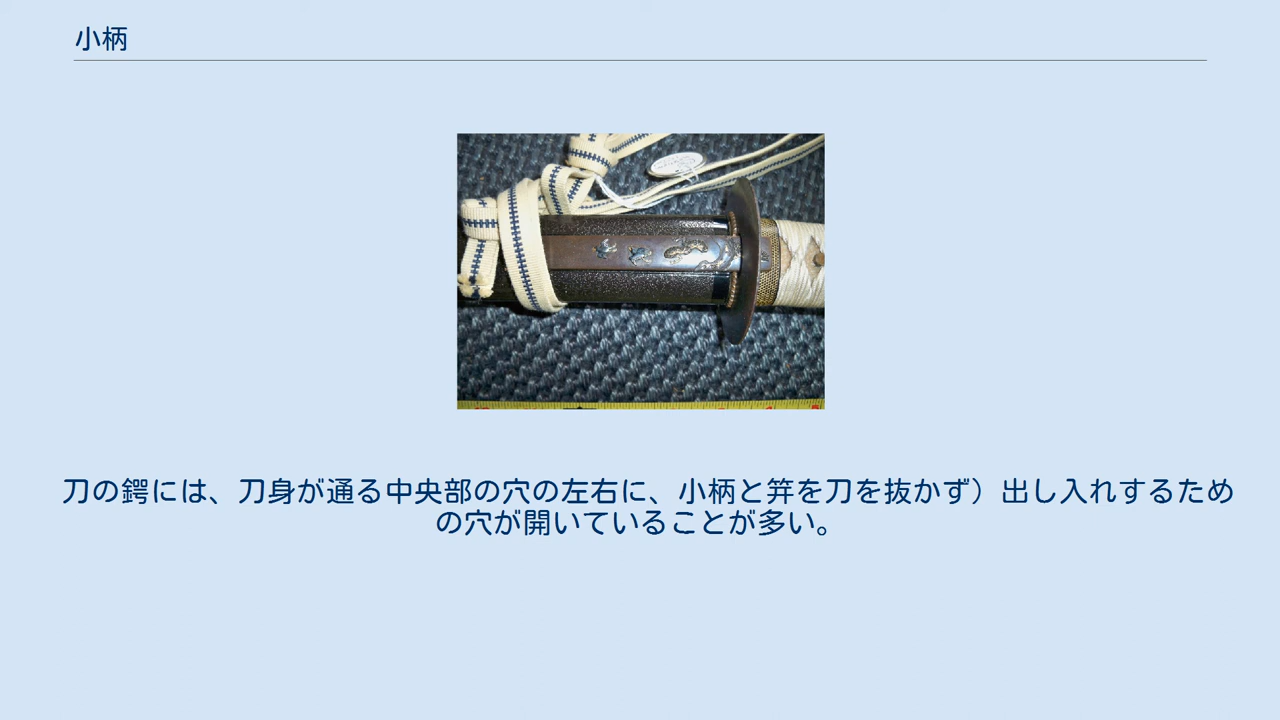 小柄
刀の鍔には、刀身が通る中央部の穴の左右に、小柄と笄を刀を抜かず）出し入れするため
の穴が開いていることが多い。